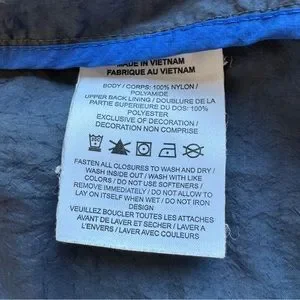 MADE IN VIETNAM
FABRIQUE AU VIETNAM
BODY / CORPS: 100% NYLON /
POLYAMIDE
UPPER BACK LINING / DOUBLURE DE LA
PARTIE SUPERIEURE DU DOS: 100%
POLYESTER
EXCLUSIVE OF DECORATION /
DECORATION NON COMPRISE
FASTEN ALL CLOSURES TO WASH AND DRY /
WASH INSIDE OUT / WASH WITH LIKE
COLORS / DO NOT USE SOFTENERS /
REMOVE IMMEDIATELY / DO NOT ALLOW TO
LAY ON ITSELF WHEN WET / DO NOT IRON
DESIGN
VEUILLEZ BOUCLER TOUTES LES ATTACHES
AVANT DE LAVER ET SECHER / LAVER A
L'ENVERS / LAVER AVEC COULEURS